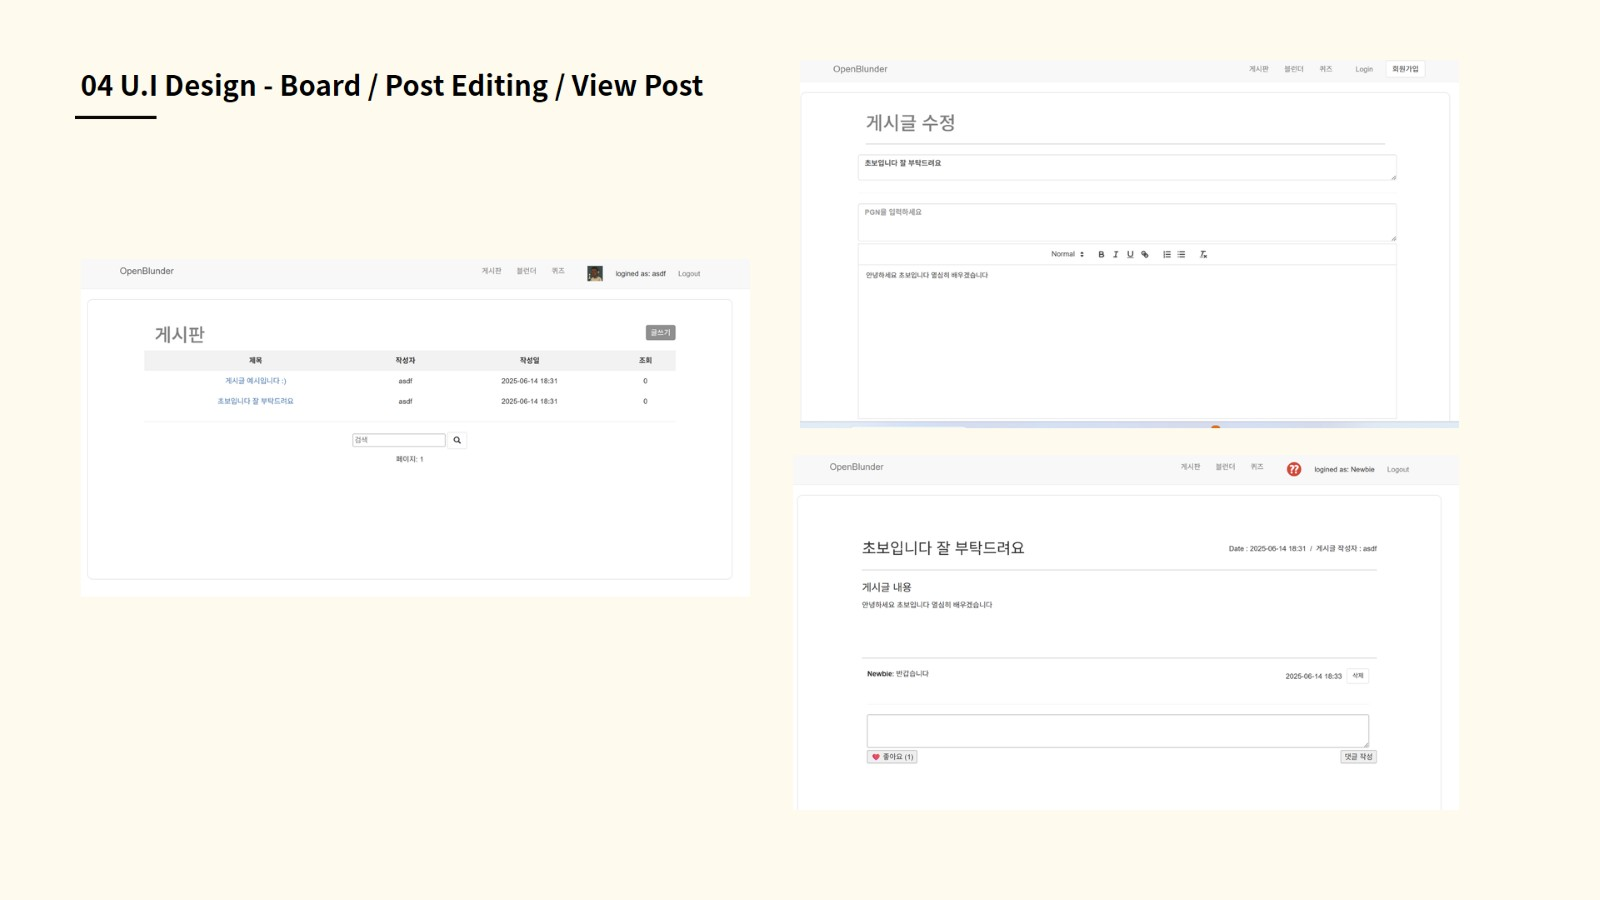 04 U.I Design - Board / Post Editing / View Post
OpenBlunder 게시판 블런더 퀴즈 logined as: asdf Logout
게시판 글쓰기
제목 작성자 작성일 조회
게시글 예시입니다 :) asdf 2025-06-14 18:31 0
초보입니다 잘 부탁드려요 asdf 2025-06-14 18:31 0
검색
페이지: 1
OpenBlunder 게시판 블런더 퀴즈 Login 회원가입
게시글 수정
초보입니다 잘 부탁드려요
PGN을 입력하세요
Normal B I U
안녕하세요 초보입니다 열심히 배우겠습니다
OpenBlunder 게시판 블런더 퀴즈 ?? logined as: Newbie Logout
초보입니다 잘 부탁드려요 Date : 2025-06-14 18:31 / 게시글 작성자 : asdf
게시글 내용
안녕하세요 초보입니다 열심히 배우겠습니다
Newbie: 반갑습니다 2025-06-14 18:33 삭제
좋아요 (1) 댓글 작성